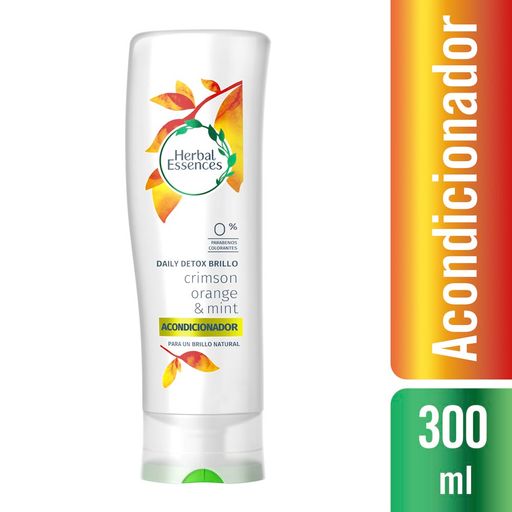 Herbal
Essences
0%
PARABENOS
COLORANTES
DAILY DETOX BRILLO
crimson
orange
& mint
ACONDICIONADOR
PARA UN BRILLO NATURAL
Acondicionador
300
ml